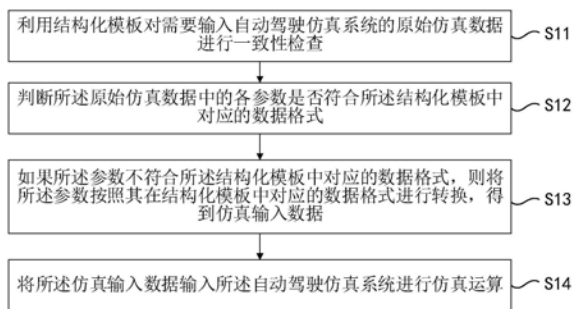 利用结构化模板对需要输入自动驾驶仿真系统的原始仿真数据
进行一致性检查
S11
判断所述原始仿真数据中的各参数是否符合所述结构化模板中
对应的数据格式
S12
如果所述参数不符合所述结构化模板中对应的数据格式，则将
所述参数按照其在结构化模板中对应的数据格式进行转换，得
到仿真输入数据
S13
将所述仿真输入数据输入所述自动驾驶仿真系统进行仿真运算
S14